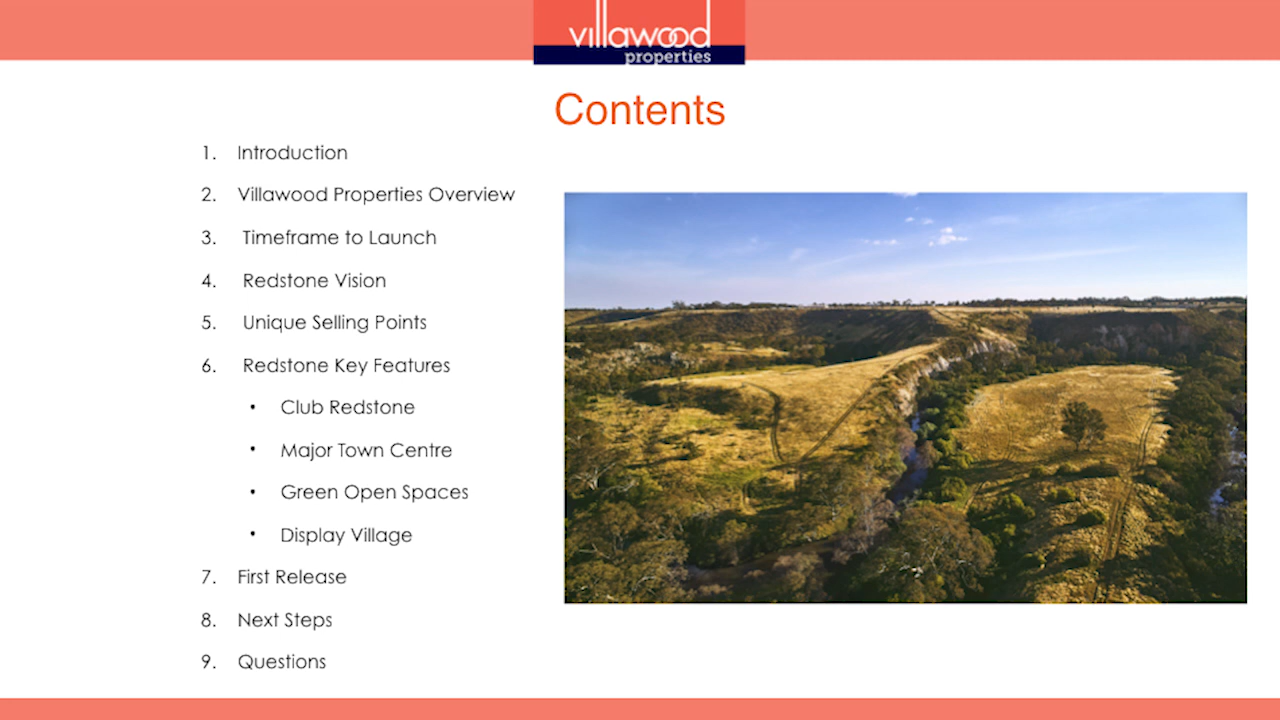 villawood
properties
Contents
1. Introduction
2. Villawood Properties Overview
3. Timeframe to Launch
4. Redstone Vision
5. Unique Selling Points
6. Redstone Key Features
• Club Redstone
• Major Town Centre
• Green Open Spaces
• Display Village
7. First Release
8. Next Steps
9. Questions